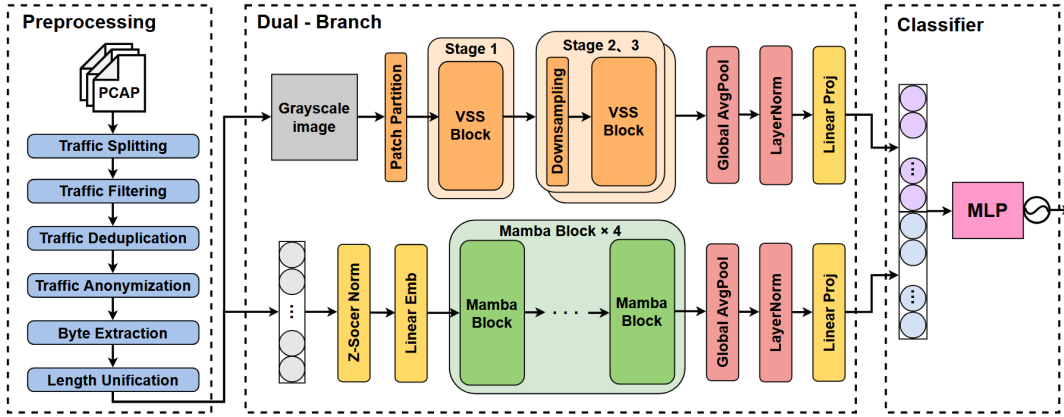 Preprocessing
PCAP
Traffic Splitting
Traffic Filtering
Traffic Deduplication
Traffic Anonymization
Byte Extraction
Length Unification
Dual - Branch
Grayscale
image
Patch Partition
Stage 1
VSS
Block
Stage 2、3
Downsampling
VSS
Block
Global AvgPool
LayerNorm
Linear Proj
...
Z-Socer Norm
Linear Emb
Mamba Block × 4
Mamba
Block
· · ·
Mamba
Block
Global AvgPool
LayerNorm
Linear Proj
Classifier
...
...
MLP